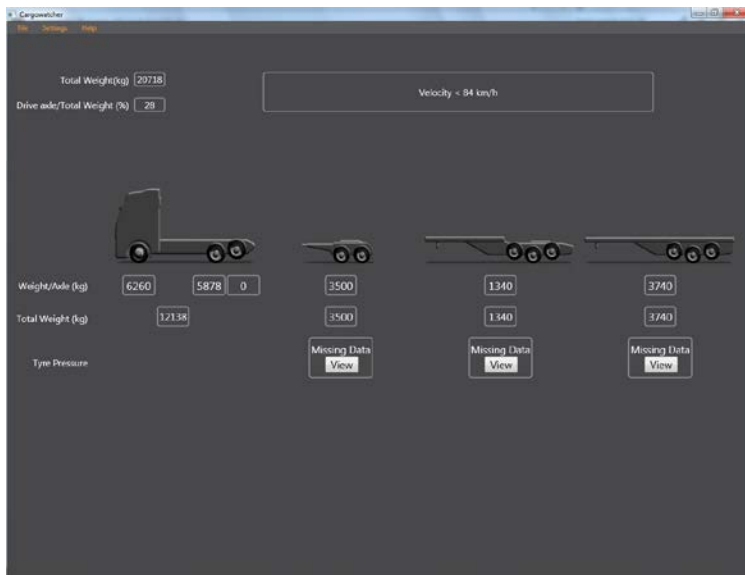 Cargowatcher
File Settings Help
Total Weight(kg) 20718
Drive axle/Total Weight (%) 28
Velocity < 84 km/h
Weight/Axle (kg) 6260 5878 0 3500 1340 3740
Total Weight (kg) 12138 3500 1340 3740
Missing Data Missing Data Missing Data
Tyre Pressure View View View